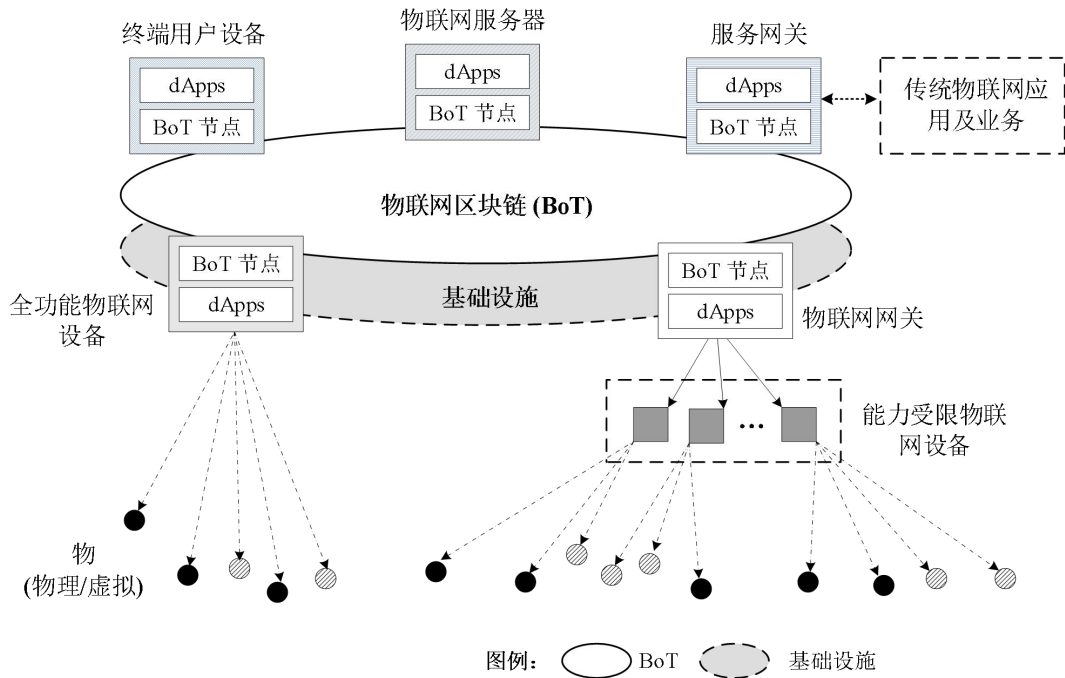 终端用户设备
物联网服务器
服务网关
dApps
BoT 节点
dApps
BoT 节点
dApps
BoT 节点
传统物联网应
用及业务
物联网区块链 (BoT)
基础设施
BoT 节点
dApps
全功能物联网
设备
BoT 节点
dApps
物联网网关
能力受限物联
网设备
物
(物理/虚拟)
图例：
BoT
基础设施